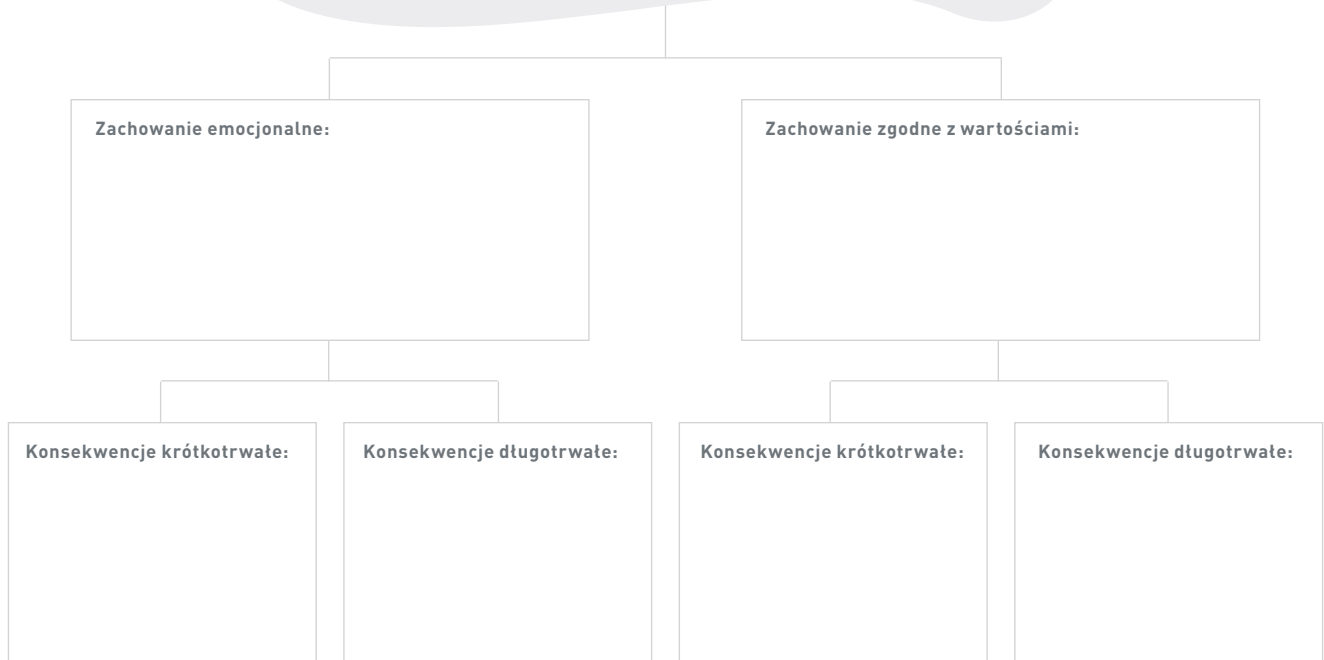 Zachowanie emocjonalne:
Zachowanie zgodne z wartościami:
Konsekwencje krótkotrwałe:
Konsekwencje długotrwałe:
Konsekwencje krótkotrwałe:
Konsekwencje długotrwałe: